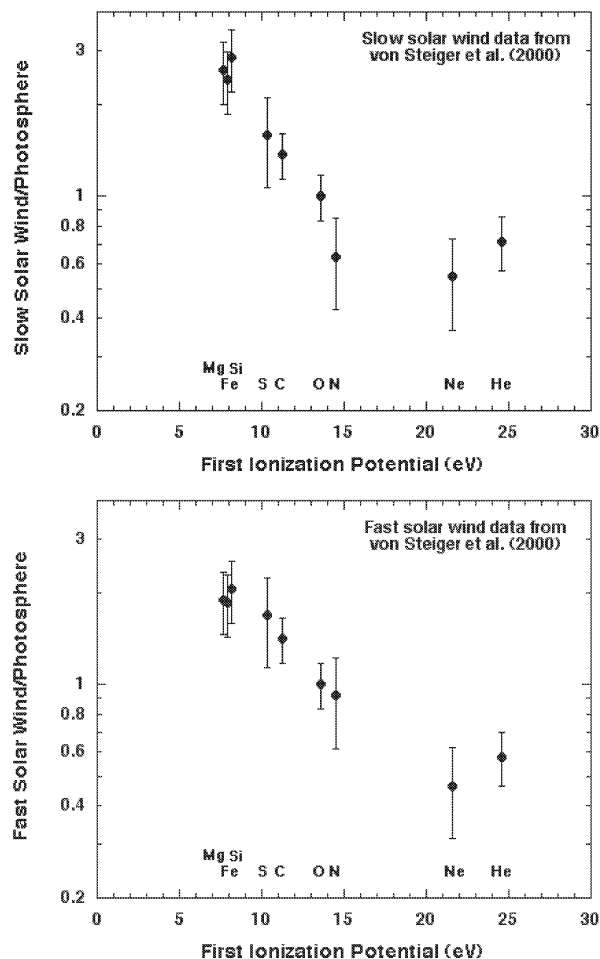 Slow solar wind data from
von Steiger et al. (2000)
Slow Solar Wind/Photosphere
3
1
0.8
0.6
0.4
0.2
Mg Si
Fe S C O N Ne He
0 5 10 15 20 25 30
First Ionization Potential (eV)
Fast solar wind data from
von Steiger et al. (2000)
Fast Solar Wind/Photosphere
3
1
0.8
0.6
0.4
0.2
Mg Si
Fe S C O N Ne He
0 5 10 15 20 25 30
First Ionization Potential (eV)